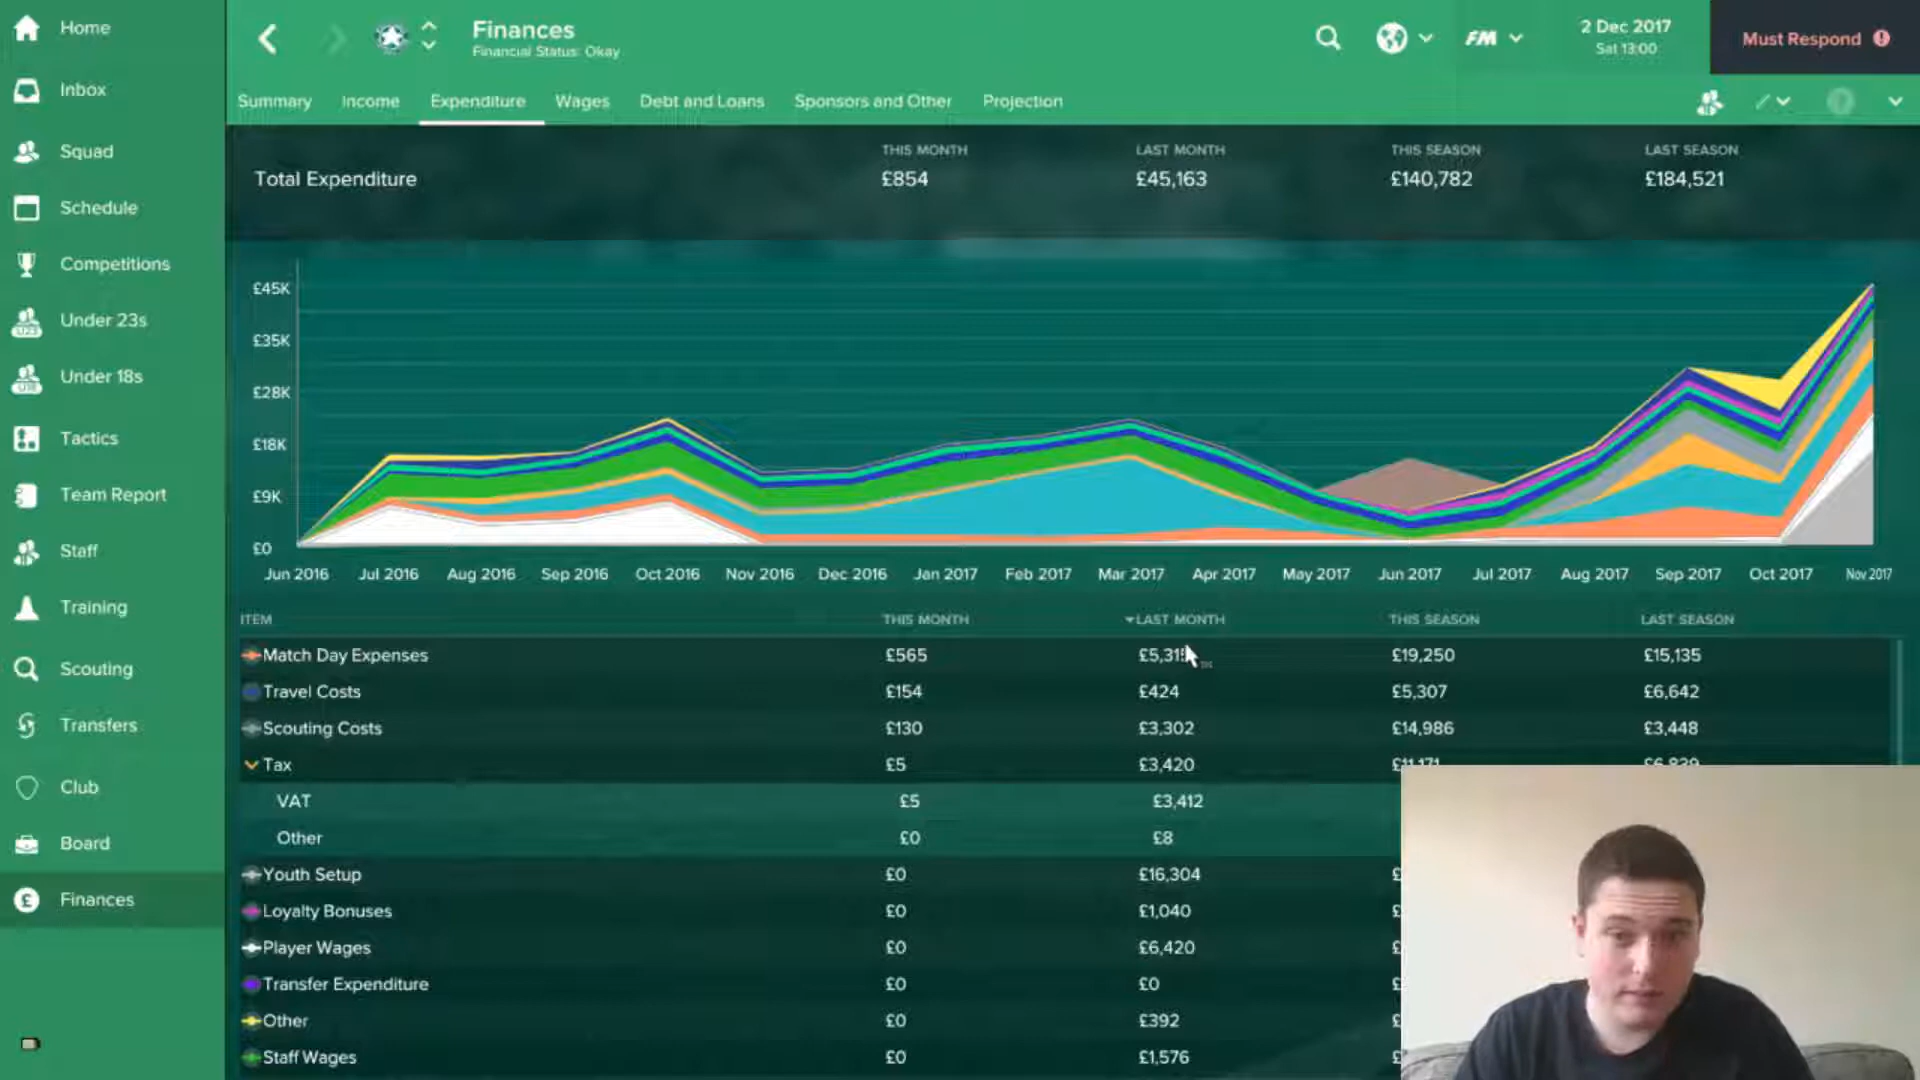 Home
Inbox
Squad
Schedule
Competitions
Under 23s
Under 18s
Tactics
Team Report
Staff
Training
Scouting
Transfers
Club
Board
Finances
Finances
Financial Status: Okay
FM
2 Dec 2017
Sat 13:00
Must Respond
Summary Income Expenditure Wages Debt and Loans Sponsors and Other Projection
THIS MONTH LAST MONTH THIS SEASON LAST SEASON
Total Expenditure £854 £45,163 £140,782 £184,521
£45K
£35K
£28K
£18K
£9K
£0
Jun 2016 Jul 2016 Aug 2016 Sep 2016 Oct 2016 Nov 2016 Dec 2016 Jan 2017 Feb 2017 Mar 2017 Apr 2017 May 2017 Jun 2017 Jul 2017 Aug 2017 Sep 2017 Oct 2017 Nov 2017
ITEM THIS MONTH LAST MONTH THIS SEASON LAST SEASON
Match Day Expenses £565 £19,250 £15,135
Travel Costs £154 £424 £5,307 £6,642
Scouting Costs £130 £3,302 £14,986 £3,448
Tax £5 £3,420
VAT £5 £3,412
Other £0 £8
Youth Setup £0 £16,304
Loyalty Bonuses £0 £1,040
Player Wages £0 £6,420
Transfer Expenditure £0 £0
Other £0 £392
Staff Wages £0 £1,576